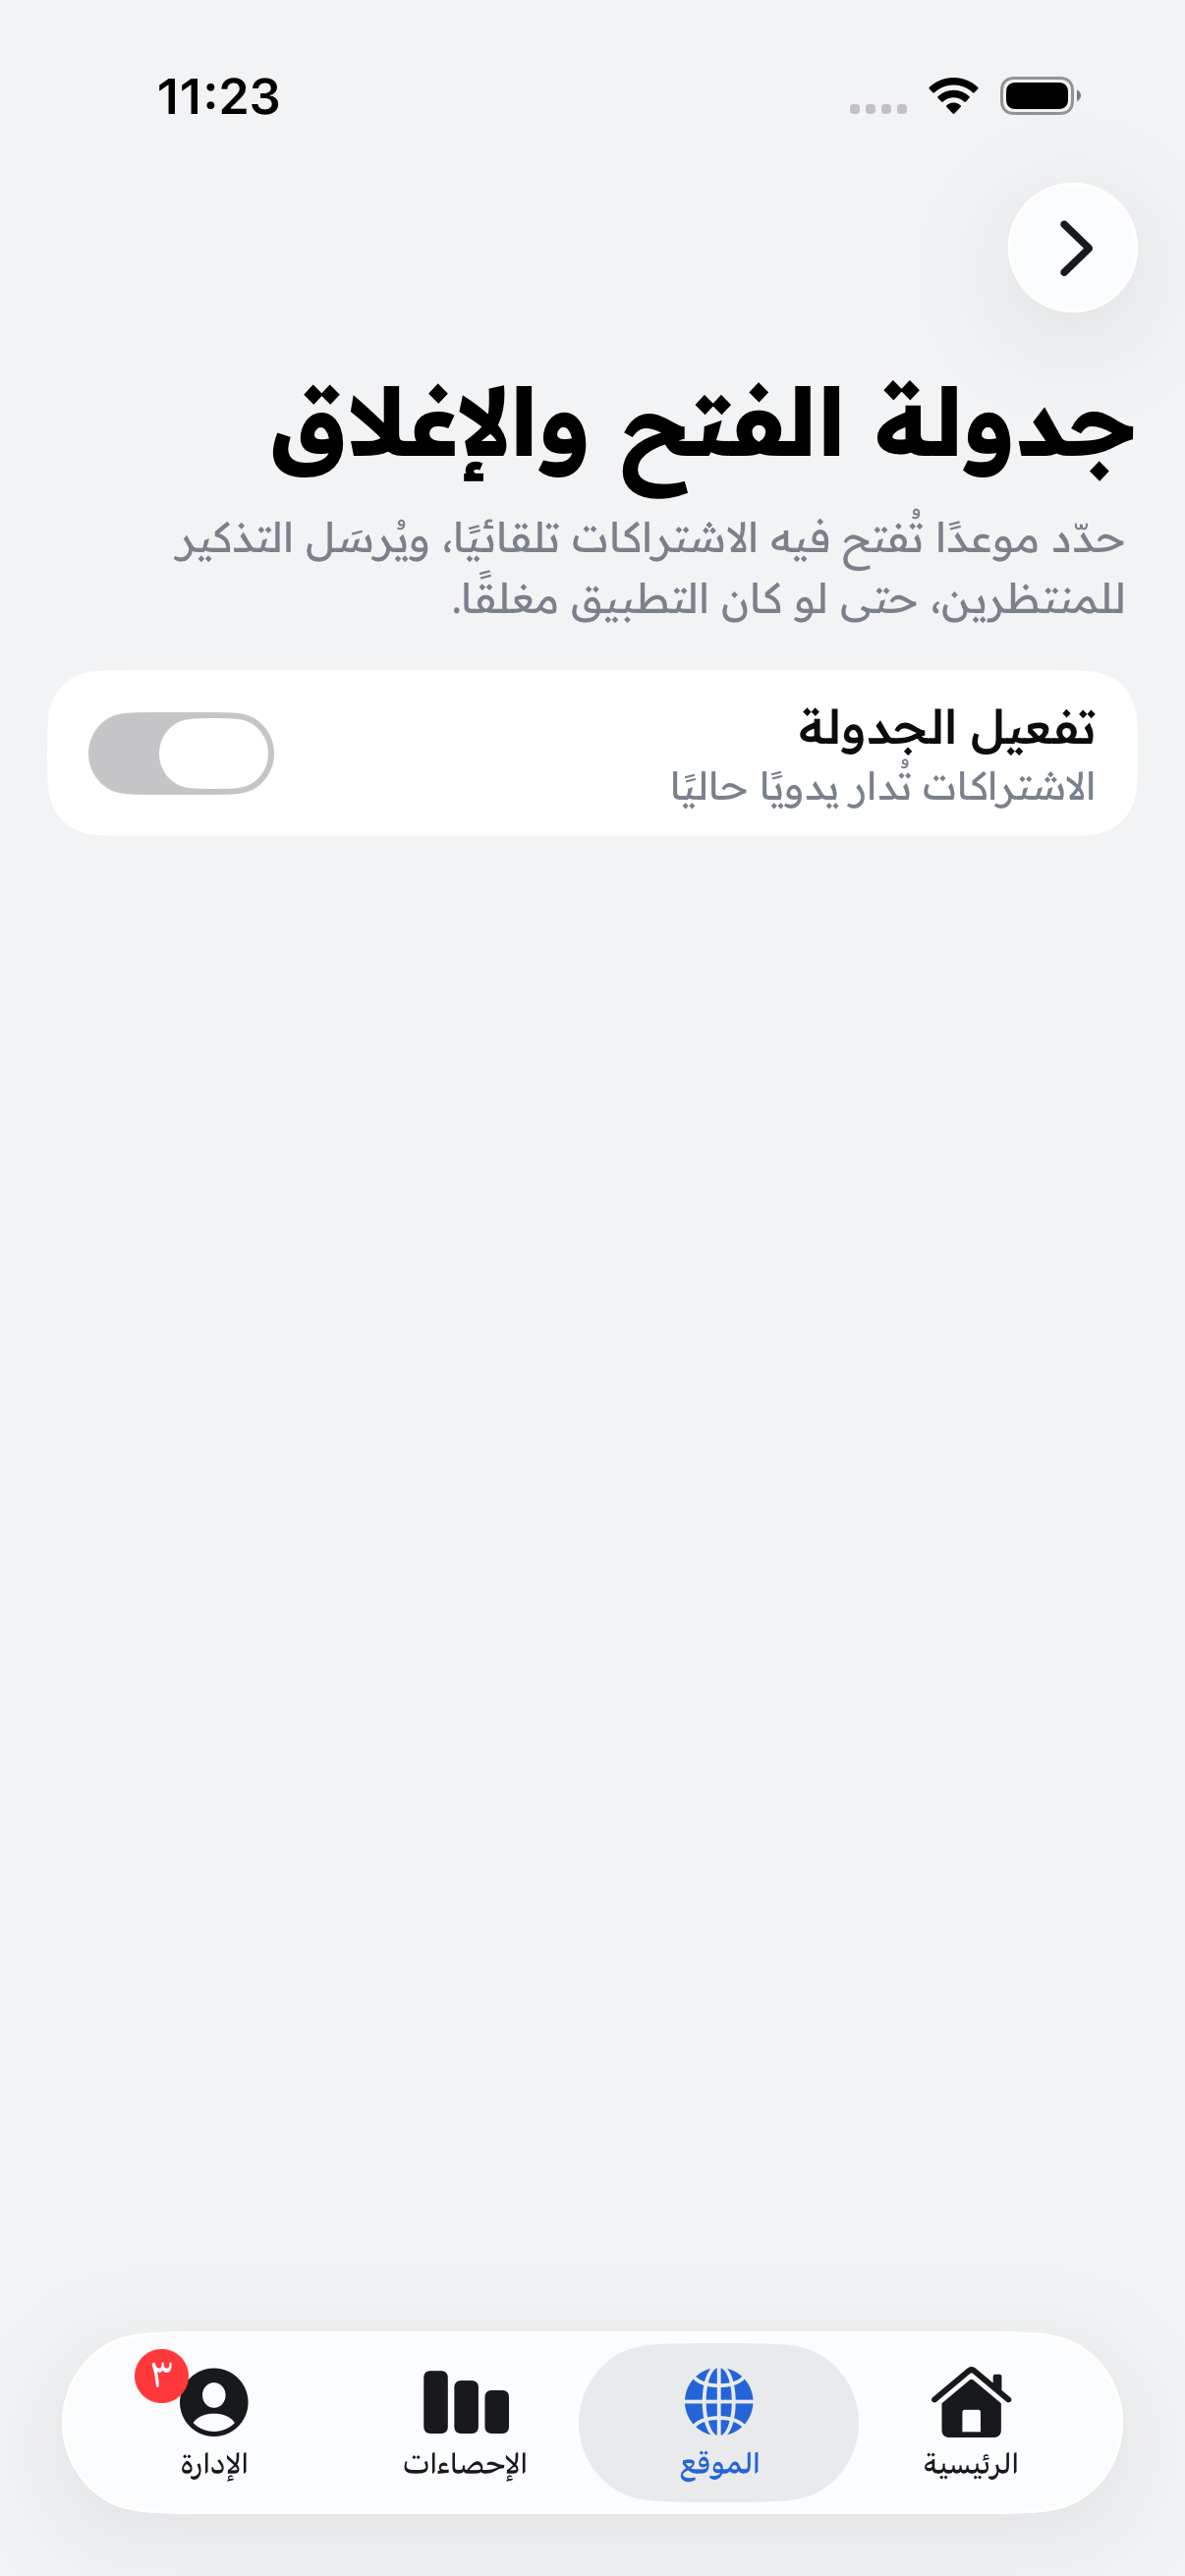 11:23
جدولة الفتح والإغلاق
حدّد موعدًا تُفتح فيه الاشتراكات تلقائيًا، ويُرسَل التذكير
للمنتظرين، حتى لو كان التطبيق مغلقًا.
تفعيل الجدولة
الاشتراكات تُدار يدويًا حاليًا
الرئيسية
الموقع
الإحصاءات
٣
الإدارة